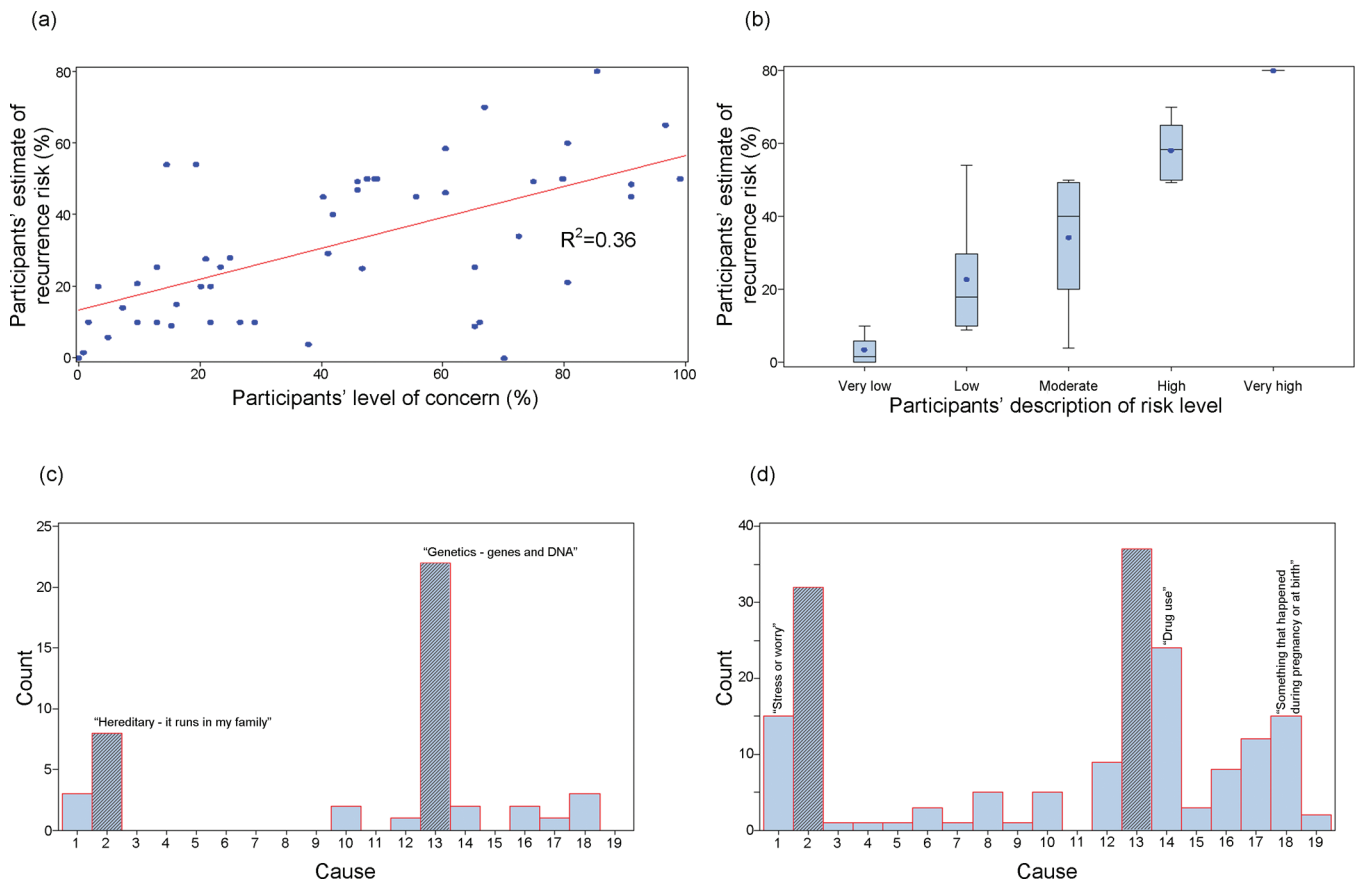 (a)
Participants' estimate of
recurrence risk (%)
80
60
40
20
0
R²=0.36
0 20 40 60 80 100
Participants' level of concern (%)
(b)
Participants' estimate of
recurrence risk (%)
80
60
40
20
0
Very low Low Moderate High Very high
Participants' description of risk level
(c)
Count
25
20
15
10
5
0
“Hereditary - it runs in my family”
“Genetics - genes and DNA”
1 2 3 4 5 6 7 8 9 10 11 12 13 14 15 16 17 18 19
Cause
(d)
Count
40
30
20
10
0
“Stress or worry”
“Drug use”
“Something that happened
during pregnancy or at birth”
1 2 3 4 5 6 7 8 9 10 11 12 13 14 15 16 17 18 19
Cause